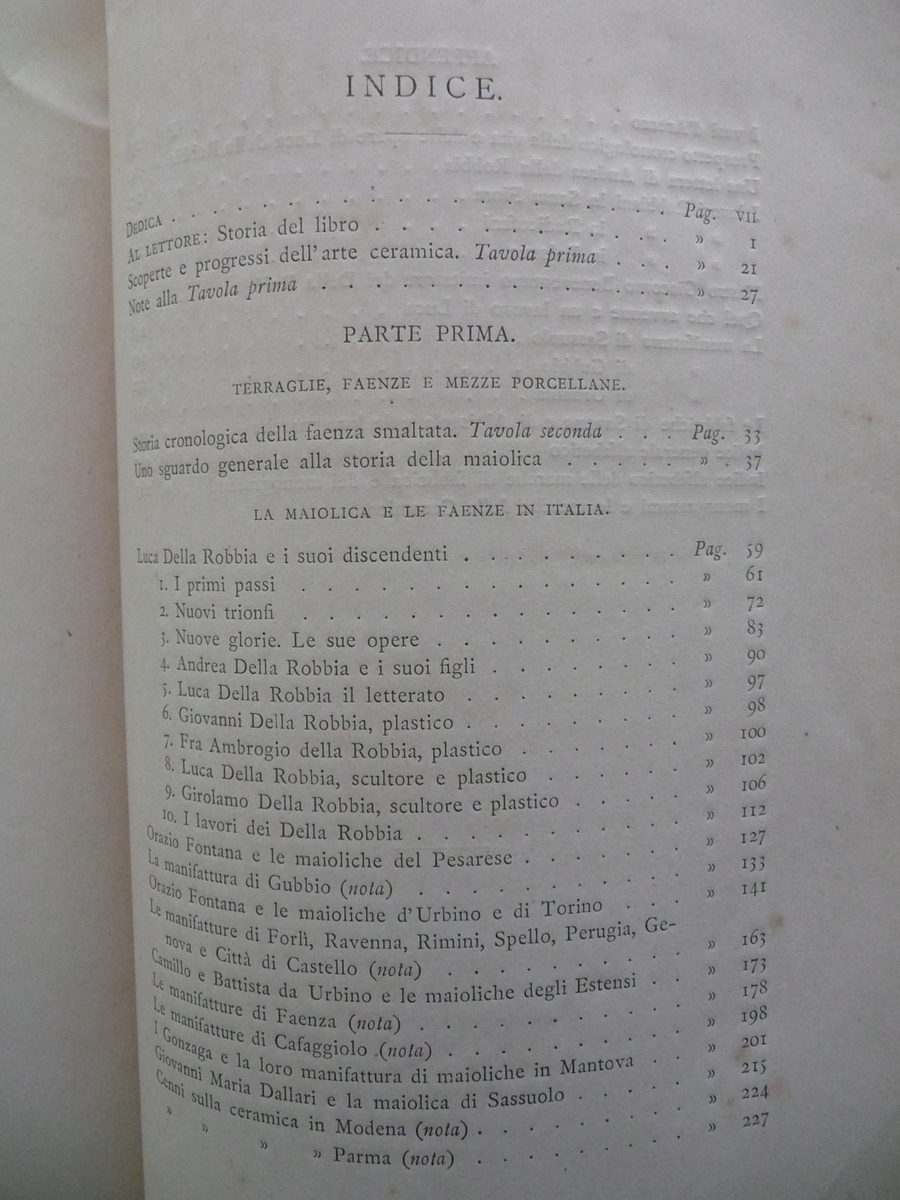 INDICE.
DEDICA . . . . . . . . . . . . . . . . . . Pag. VII
AL LETTORE: Storia del libro . . . . . . . . . . . » 1
Scoperte e progressi dell'arte ceramica. Tavola prima . . . » 21
Note alla Tavola prima . . . . . . . . . . . . . » 27
PARTE PRIMA.
TERRAGLIE, FAENZE E MEZZE PORCELLANE.
Storia cronologica della faenza smaltata. Tavola seconda . . . Pag. 33
Uno sguardo generale alla storia della maiolica . . . . . » 37
LA MAIOLICA E LE FAENZE IN ITALIA.
Luca Della Robbia e i suoi discendenti . . . . . . . . Pag. 59
1. I primi passi . . . . . . . . . . . . . » 61
2. Nuovi trionfi . . . . . . . . . . . . . » 72
3. Nuove glorie. Le sue opere . . . . . . . . . » 83
4. Andrea Della Robbia e i suoi figli . . . . . . . » 90
5. Luca Della Robbia il letterato . . . . . . . . » 97
6. Giovanni Della Robbia, plastico . . . . . . . . » 98
7. Fra Ambrogio della Robbia, plastico . . . . . . » 100
8. Luca Della Robbia, scultore e plastico . . . . . » 102
9. Girolamo Della Robbia, scultore e plastico . . . . » 106
10. I lavori dei Della Robbia . . . . . . . . . . » 112
Orazio Fontana e le maioliche del Pesarese . . . . . . » 127
La manifattura di Gubbio (nota) . . . . . . . . . . » 133
Orazio Fontana e le maioliche d'Urbino e di Torino . . . » 141
Le manifatture di Forlì, Ravenna, Rimini, Spello, Perugia, Ge-
nova e Città di Castello (nota) . . . . . . . . . » 163
Camillo e Battista da Urbino e le maioliche degli Estensi . . » 173
Le manifatture di Faenza (nota) . . . . . . . . . . » 178
Le manifatture di Cafaggiolo (nota) . . . . . . . . . » 198
I Gonzaga e la loro manifattura di maioliche in Mantova . . » 201
Giovanni Maria Dallari e la maiolica di Sassuolo . . . . » 215
Cenni sulla ceramica in Modena (nota) . . . . . . . . » 224
» » » » Parma (nota) . . . . . . . . » 227